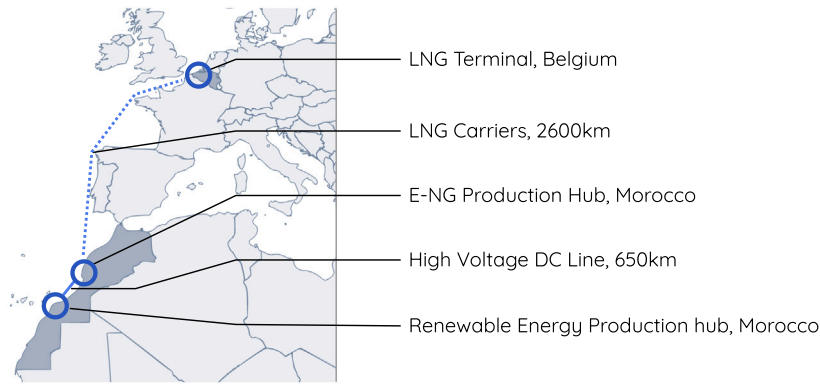 LNG Terminal, Belgium
LNG Carriers, 2600km
E-NG Production Hub, Morocco
High Voltage DC Line, 650km
Renewable Energy Production hub, Morocco